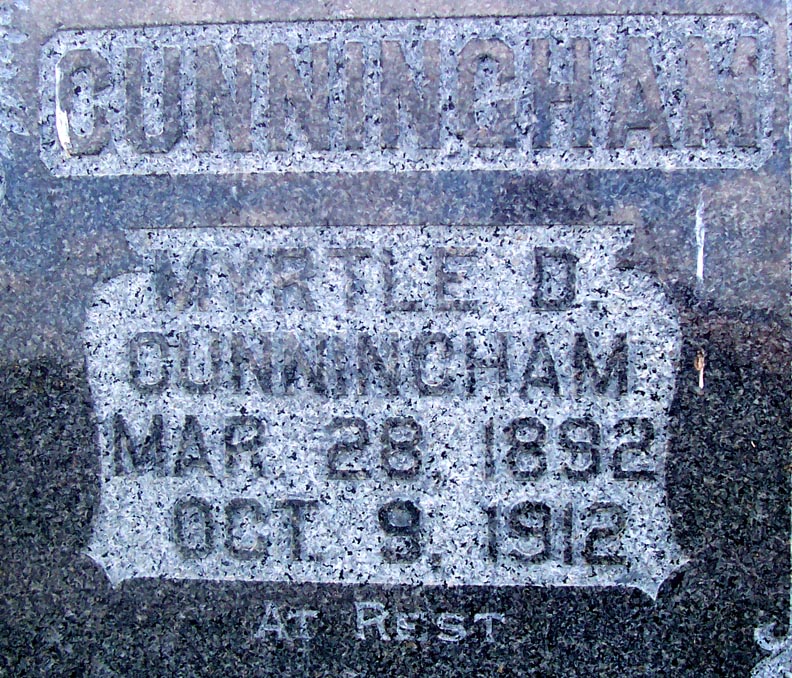 CUNNINGHAM
MYRTLE D.
CUNNINGHAM
MAR. 28, 1892
OCT. 9, 1912
AT REST